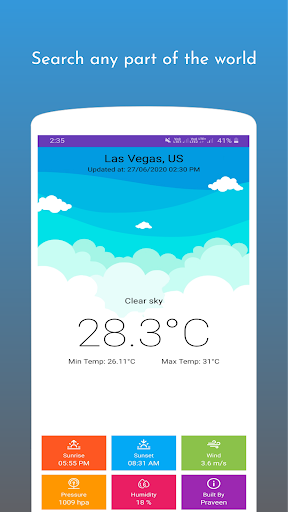 Search any part of the world
2:35
41%
Las Vegas, US
Updated at: 27/06/2020 02:30 PM
Clear sky
28.3°C
Min Temp: 26.11°C Max Temp: 31°C
Sunrise Sunset Wind
05:55 PM 08:31 AM 3.6 m/s
Pressure Humidity Built By
1009 hpa 18 % Praveen